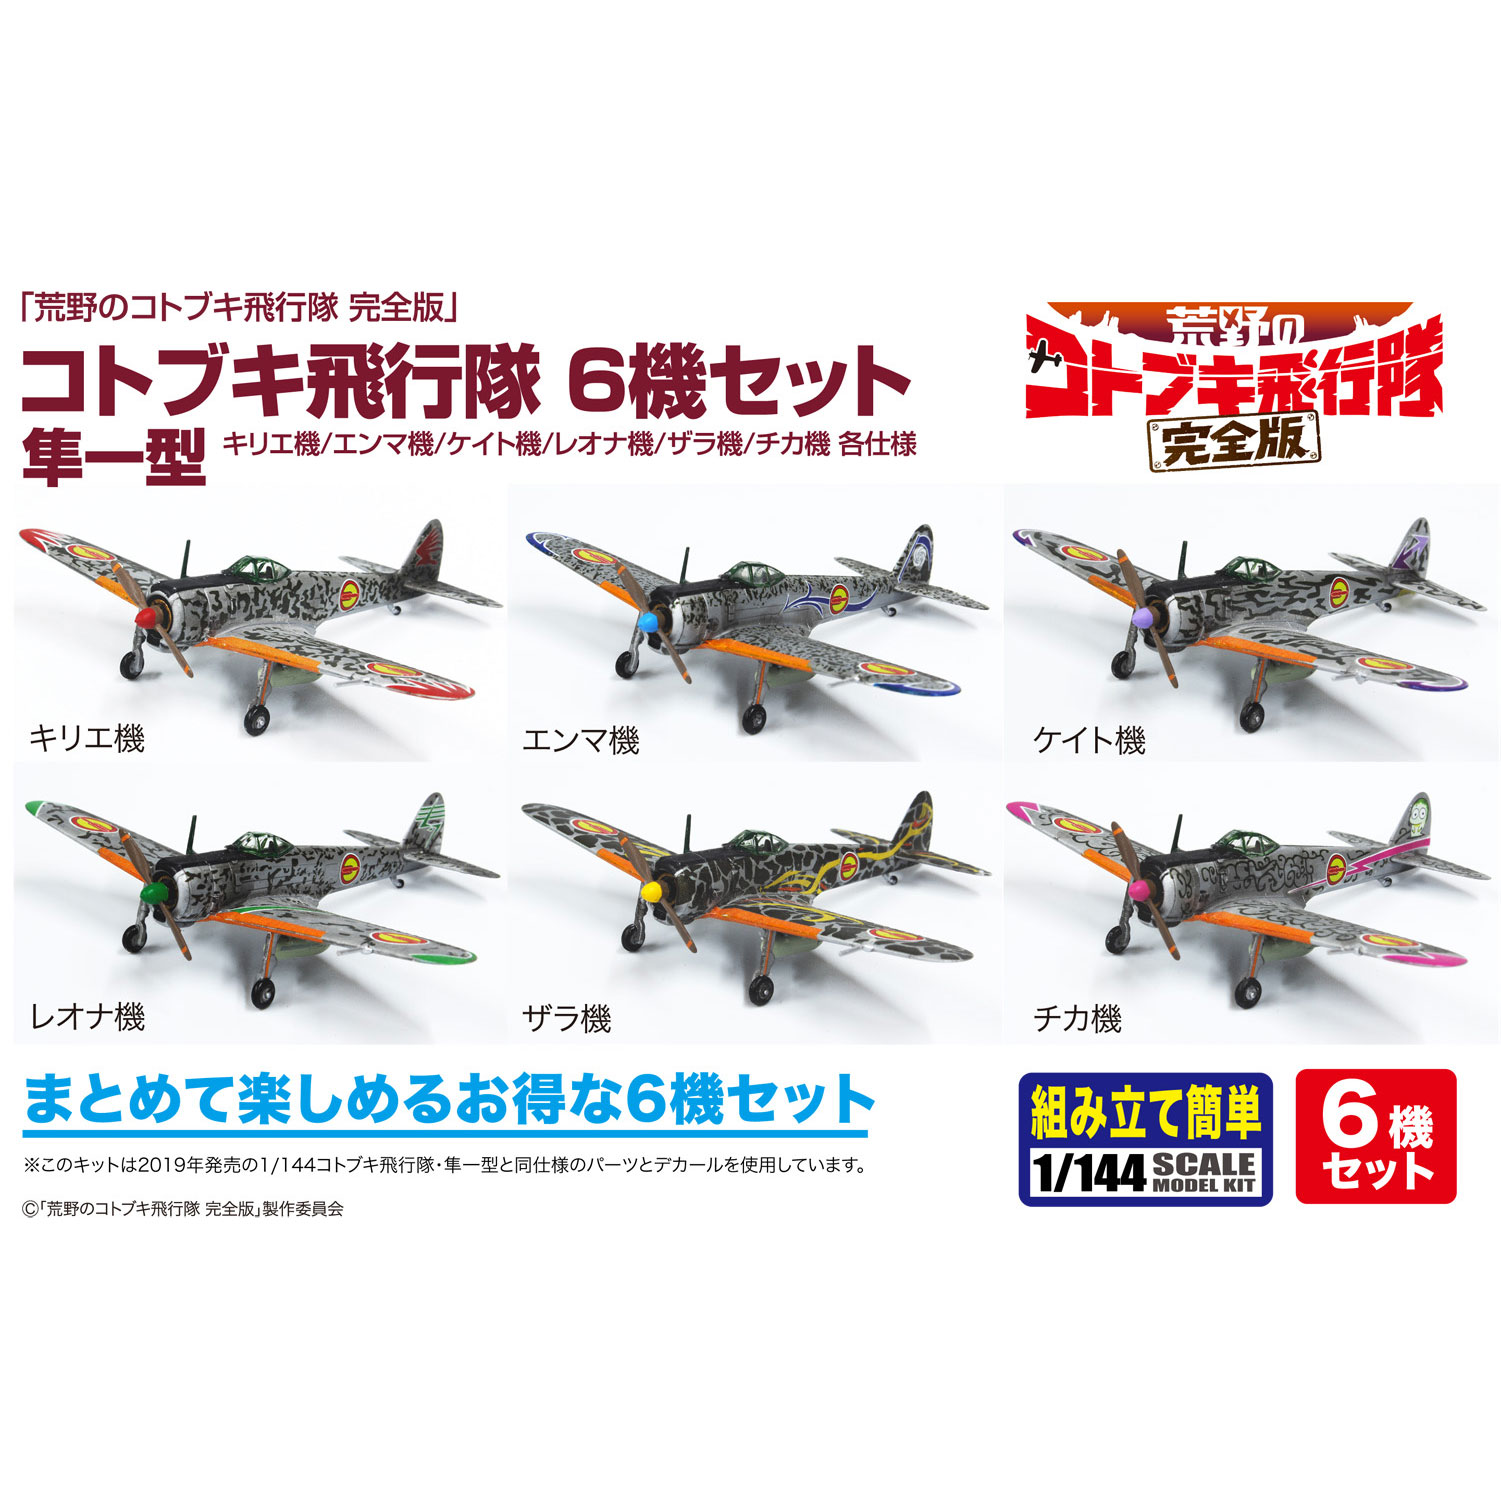 「荒野のコトブキ飛行隊 完全版」
コトブキ飛行隊 6機セット
隼一型 キリエ機/エンマ機/ケイト機/レオナ機/ザラ機/チカ機 各仕様
荒野の
コトブキ飛行隊
完全版
キリエ機
エンマ機
ケイト機
レオナ機
ザラ機
チカ機
まとめて楽しめるお得な6機セット
※このキットは2019年発売の1/144コトブキ飛行隊・隼一型と同仕様のパーツとデカールを使用しています。
©「荒野のコトブキ飛行隊 完全版」製作委員会
組み立て簡単
1/144 SCALE
MODEL KIT
6機
セット